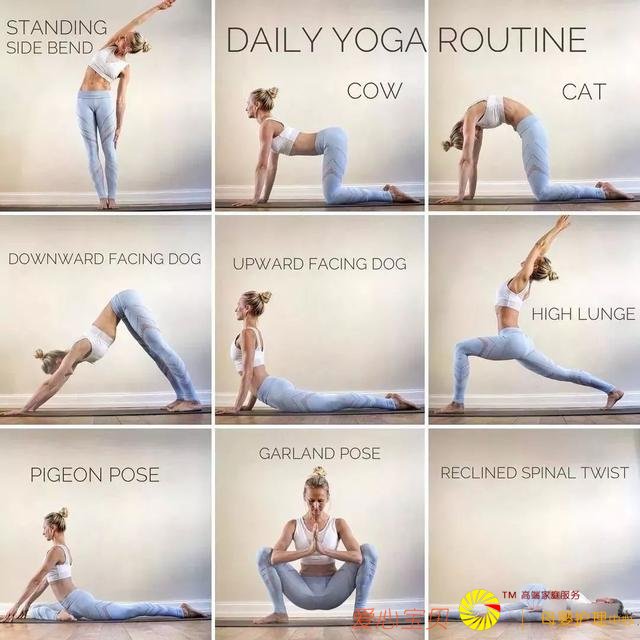 STANDING
SIDE BEND
DAILY YOGA ROUTINE
COW
CAT
DOWNWARD FACING DOG
UPWARD FACING DOG
HIGH LUNGE
PIGEON POSE
GARLAND POSE
RECLINED SPINAL TWIST
爱心宝贝
TM 高端家庭服务